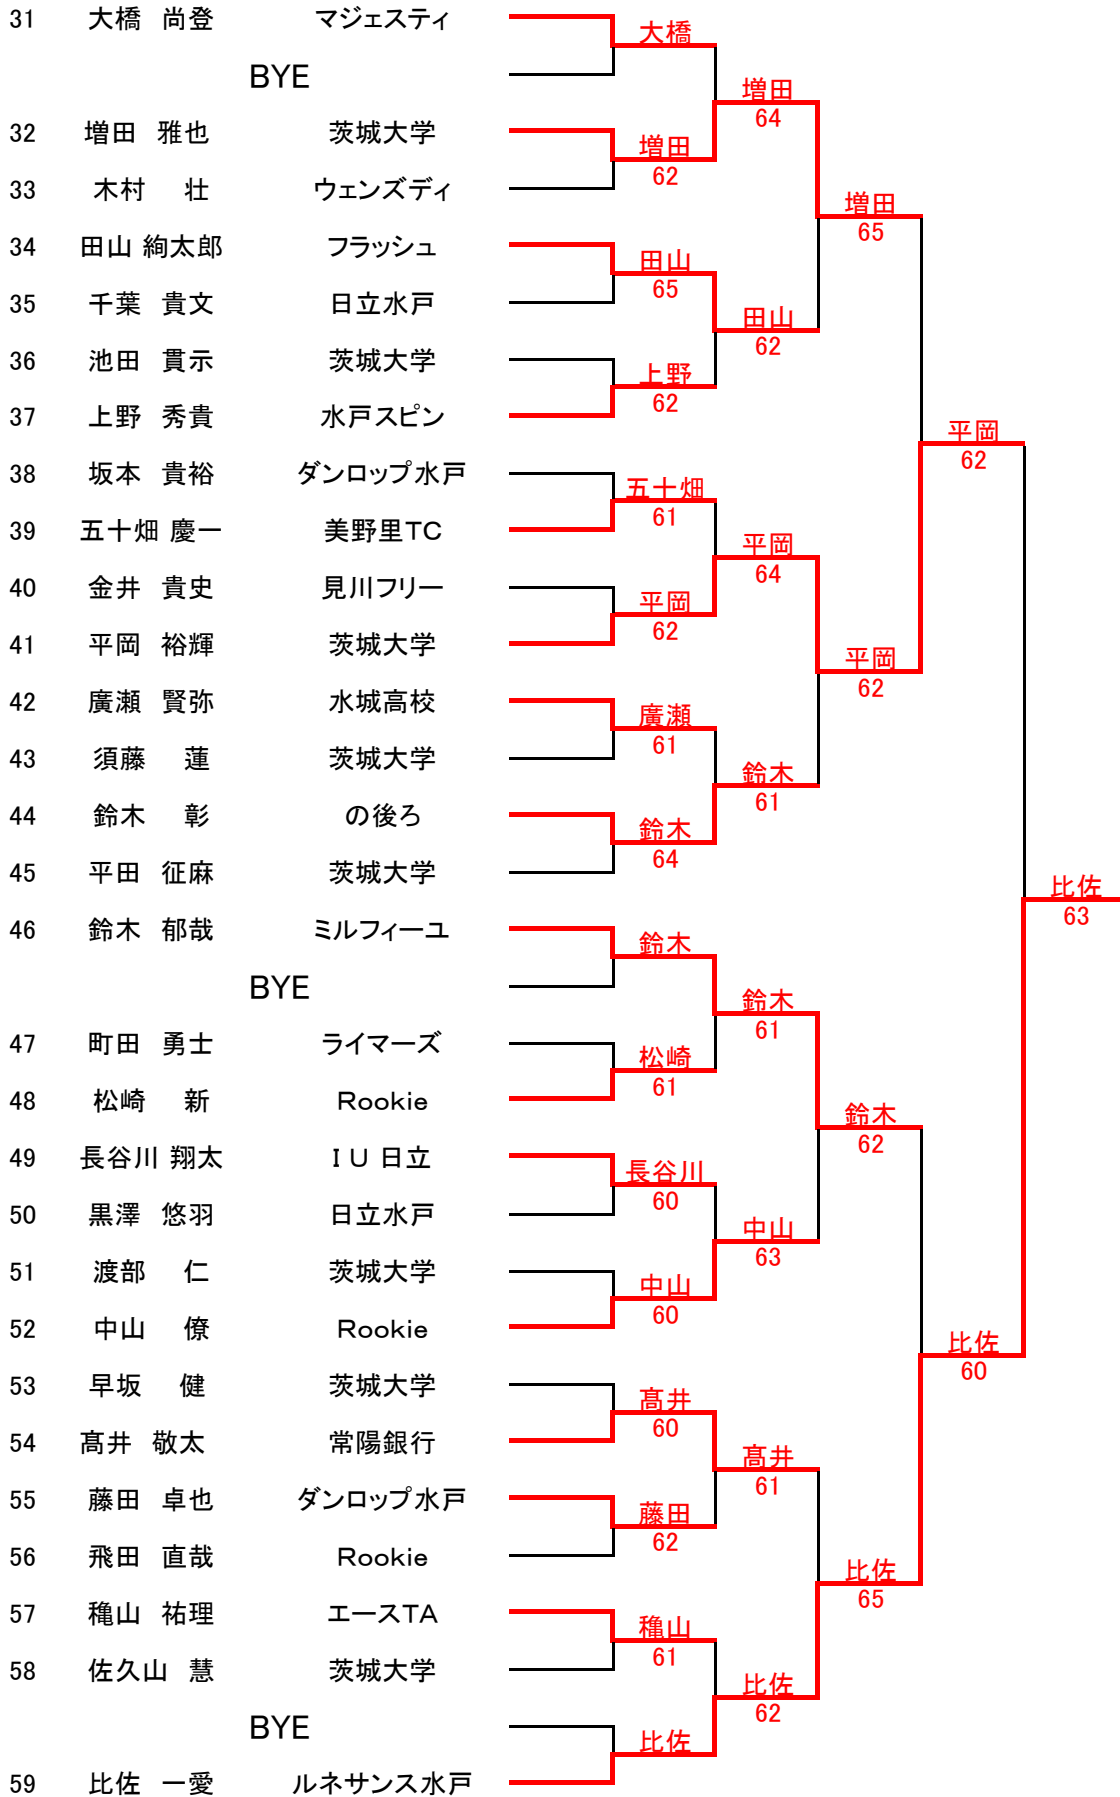 31 大橋 尚登 マジェスティ
大橋
BYE
増田
64
32 増田 雅也 茨城大学
増田
62
33 木村 壮 ウェンズディ
増田
65
34 田山 絢太郎 フラッシュ
田山
65
35 千葉 貴文 日立水戸
田山
62
36 池田 貫示 茨城大学
上野
62
37 上野 秀貴 水戸スピン
平岡
62
38 坂本 貴裕 ダンロップ水戸
五十畑
61
39 五十畑 慶一 美野里TC
平岡
64
40 金井 貴史 見川フリー
平岡
62
41 平岡 裕輝 茨城大学
平岡
62
42 廣瀬 賢弥 水城高校
廣瀬
61
43 須藤 蓮 茨城大学
鈴木
61
44 鈴木 彰 の後ろ
鈴木
64
45 平田 征麻 茨城大学
比佐
63
46 鈴木 郁哉 ミルフィーユ
鈴木
BYE
鈴木
61
47 町田 勇士 ライマーズ
松崎
61
48 松崎 新 Rookie
鈴木
62
49 長谷川 翔太 IU日立
長谷川
60
50 黒澤 悠羽 日立水戸
中山
63
51 渡部 仁 茨城大学
中山
60
52 中山 僚 Rookie
比佐
60
53 早坂 健 茨城大学
髙井
60
54 髙井 敬太 常陽銀行
髙井
61
55 藤田 卓也 ダンロップ水戸
藤田
62
56 飛田 直哉 Rookie
比佐
65
57 穐山 祐理 エースTA
穐山
61
58 佐久山 慧 茨城大学
比佐
62
BYE
比佐
59 比佐 一愛 ルネサンス水戸